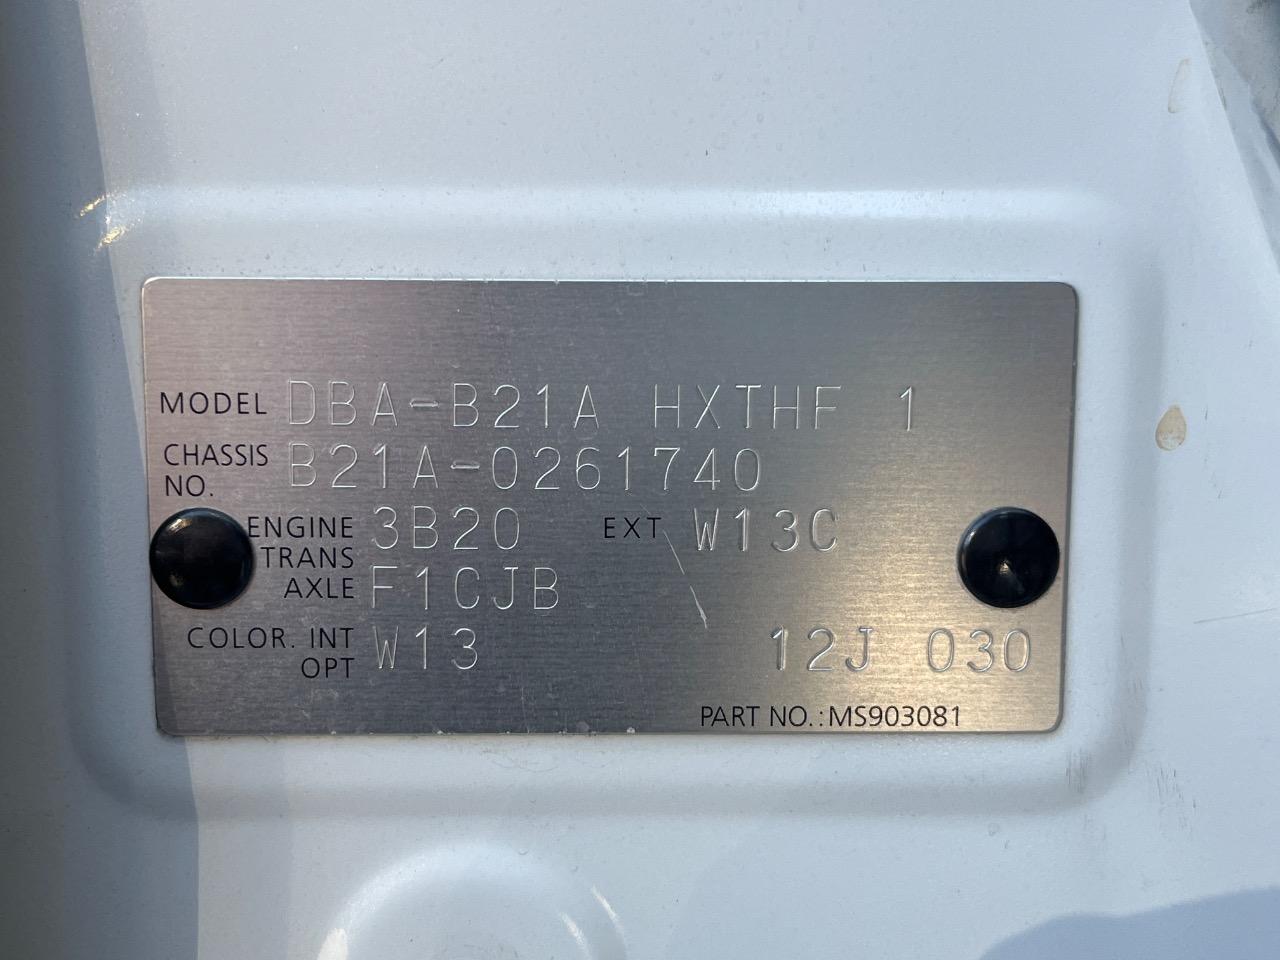 MODEL DBA-B21A HXTHF 1
CHASSIS NO. B21A-0261740
ENGINE 3B20 EXT W13C
TRANS AXLE F1CJB
COLOR. INT OPT W13 12J 030
PART NO.: MS903081